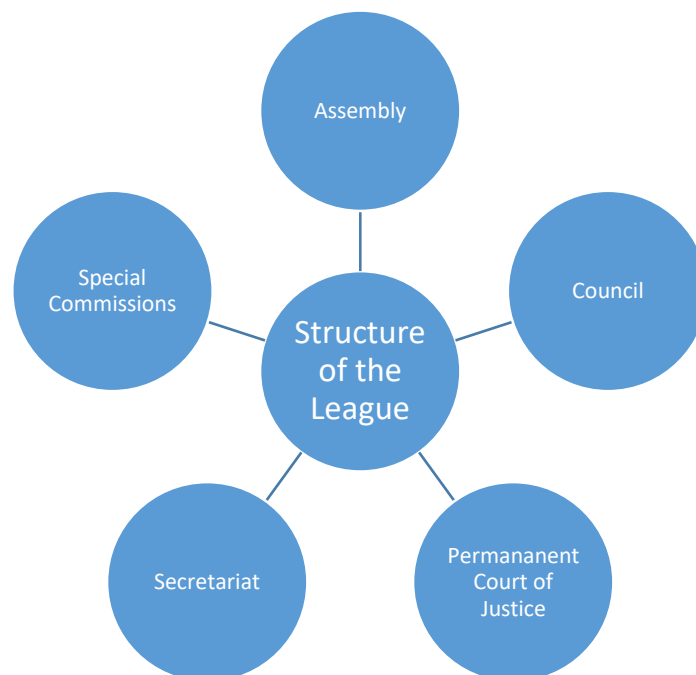 Assembly
Special
Commissions
Council
Structure
of the
League
Secretariat
Permananent
Court of
Justice